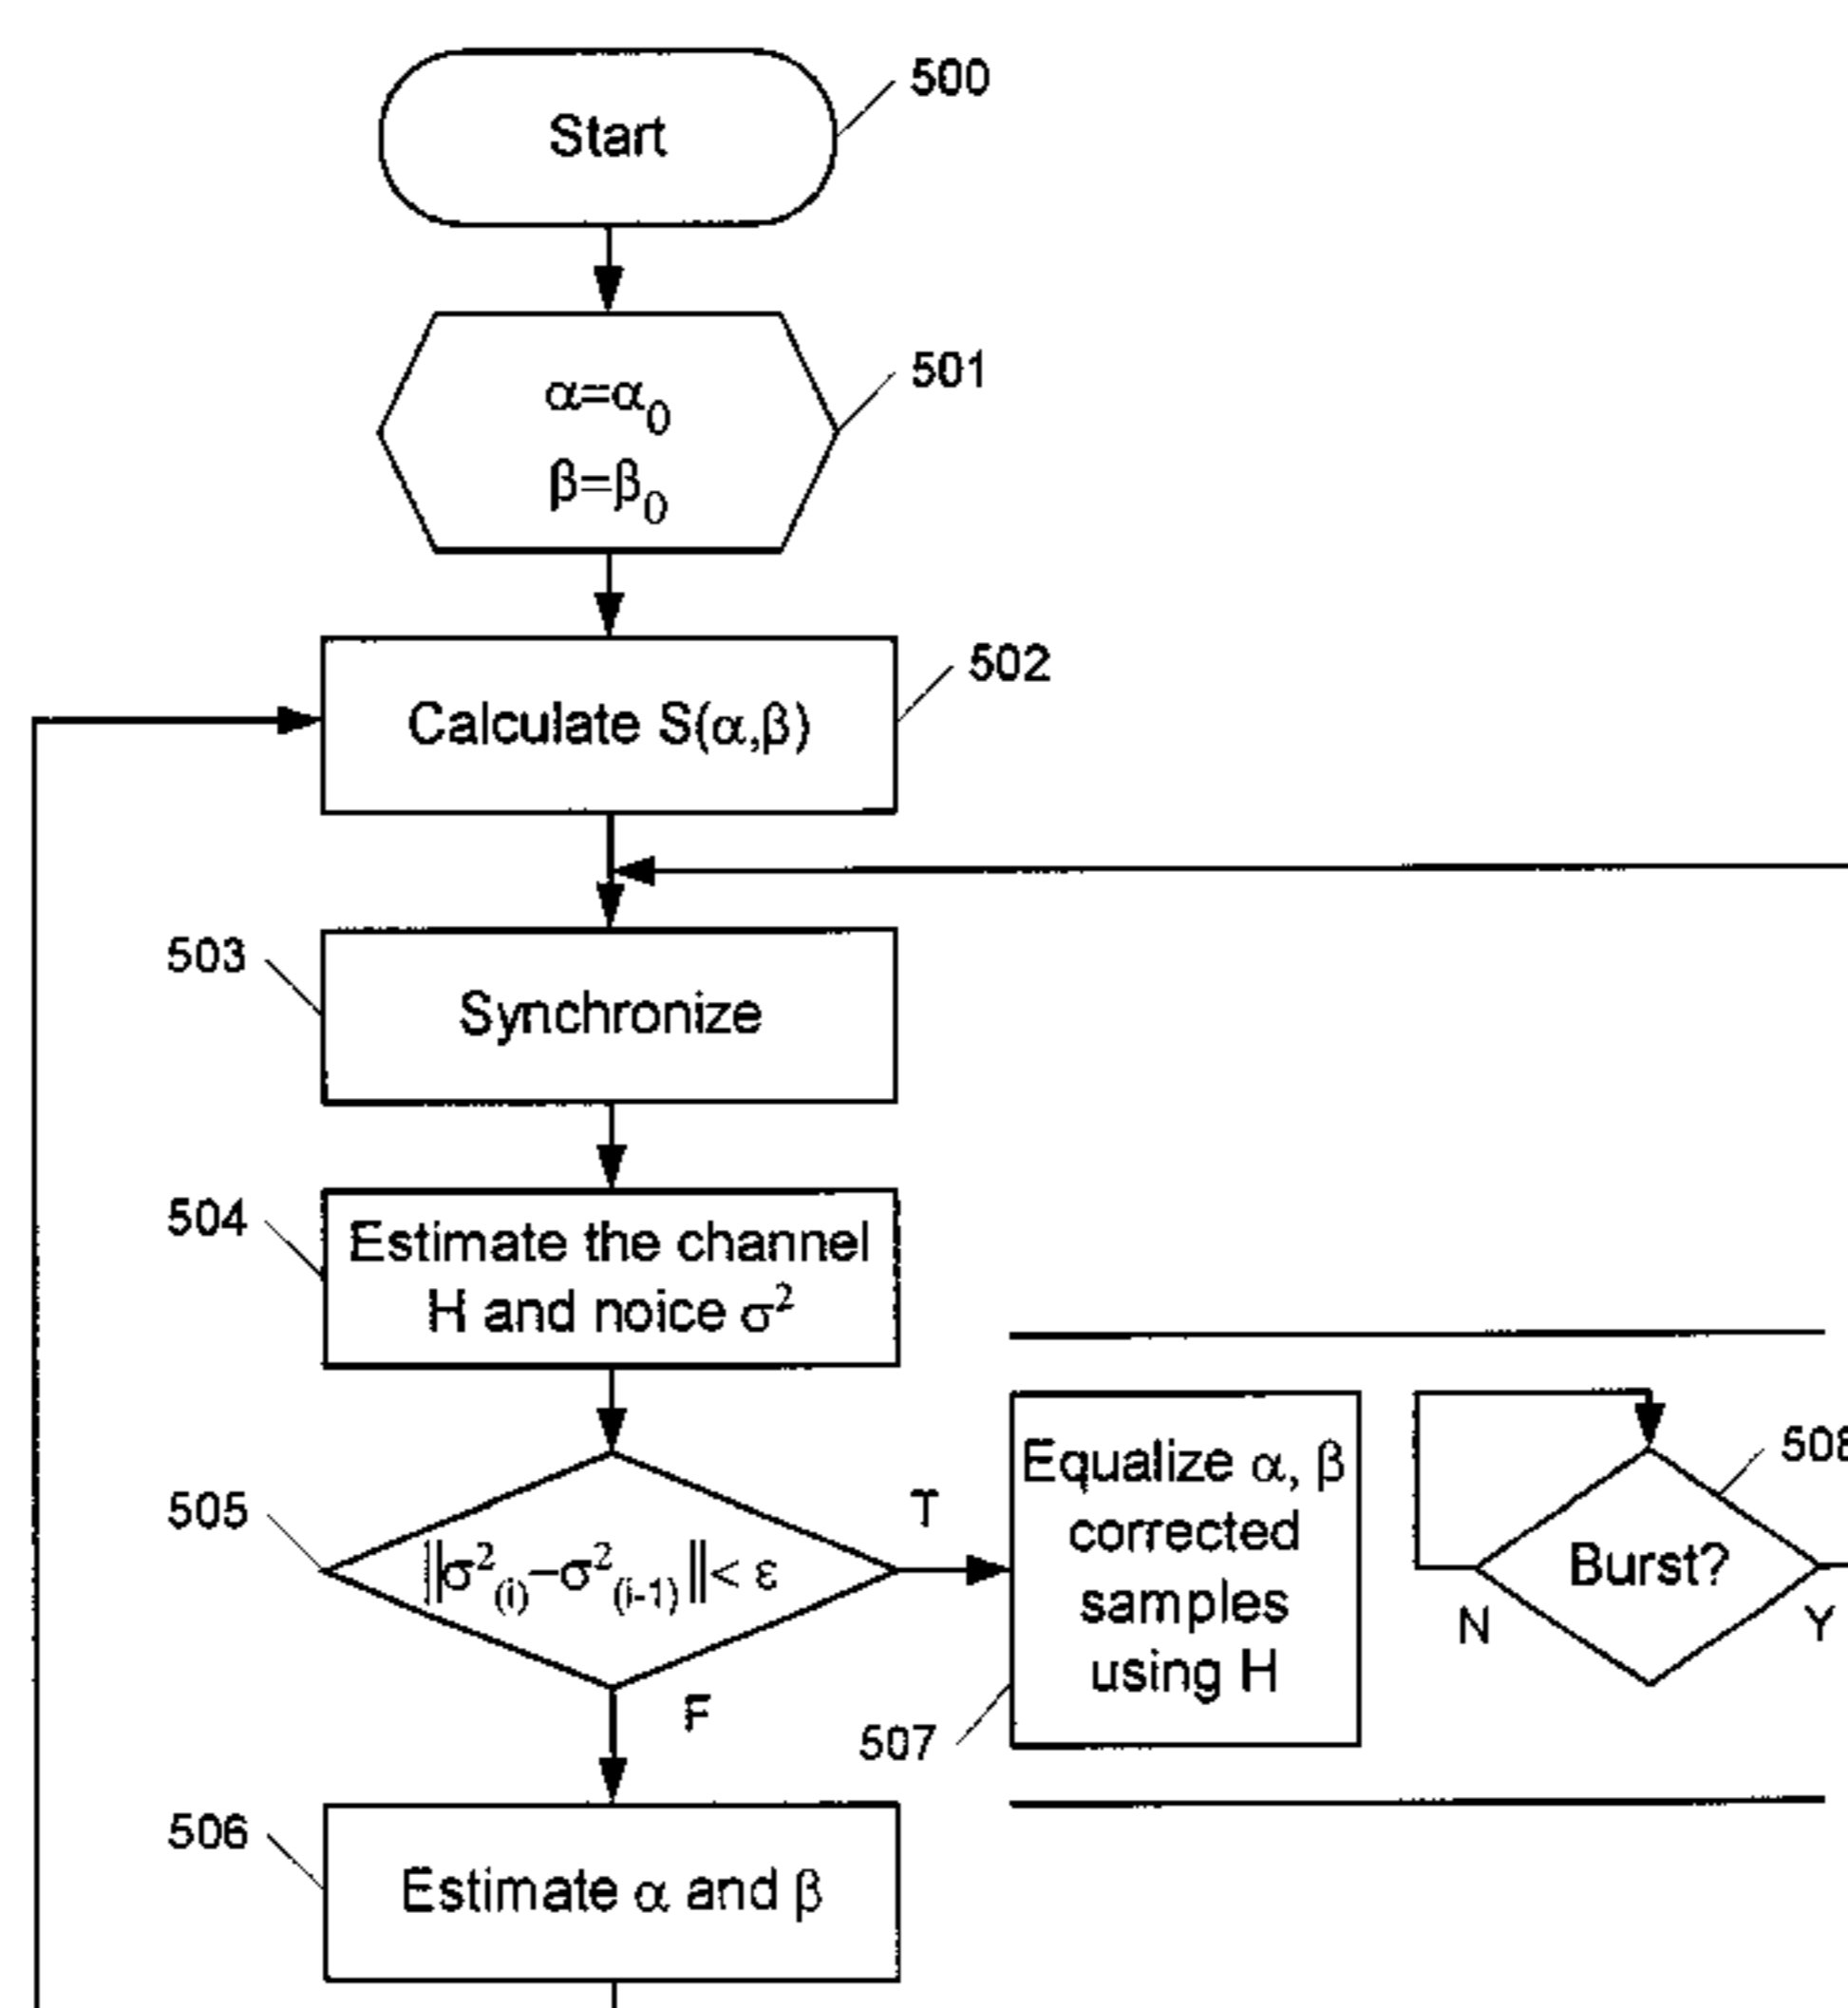 500
Start
501
α=α₀
β=β₀
502
Calculate S(α,β)
503
Synchronize
504
Estimate the channel
H and noice σ²
505
||σ²₍ᵢ₎−σ²₍ᵢ₋₁₎||< ε
T
F
Equalize α, β
corrected
samples
using H
507
508
Burst?
N
Y
506
Estimate α and β